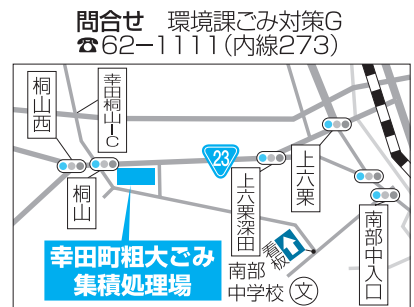 問合せ 環境課ごみ対策G
☎62－1111(内線273)
桐山西
幸田桐山IC
桐山
23
上六栗深田
上六栗
南部中入口
看板
南部
中学校 文
幸田町粗大ごみ
集積処理場